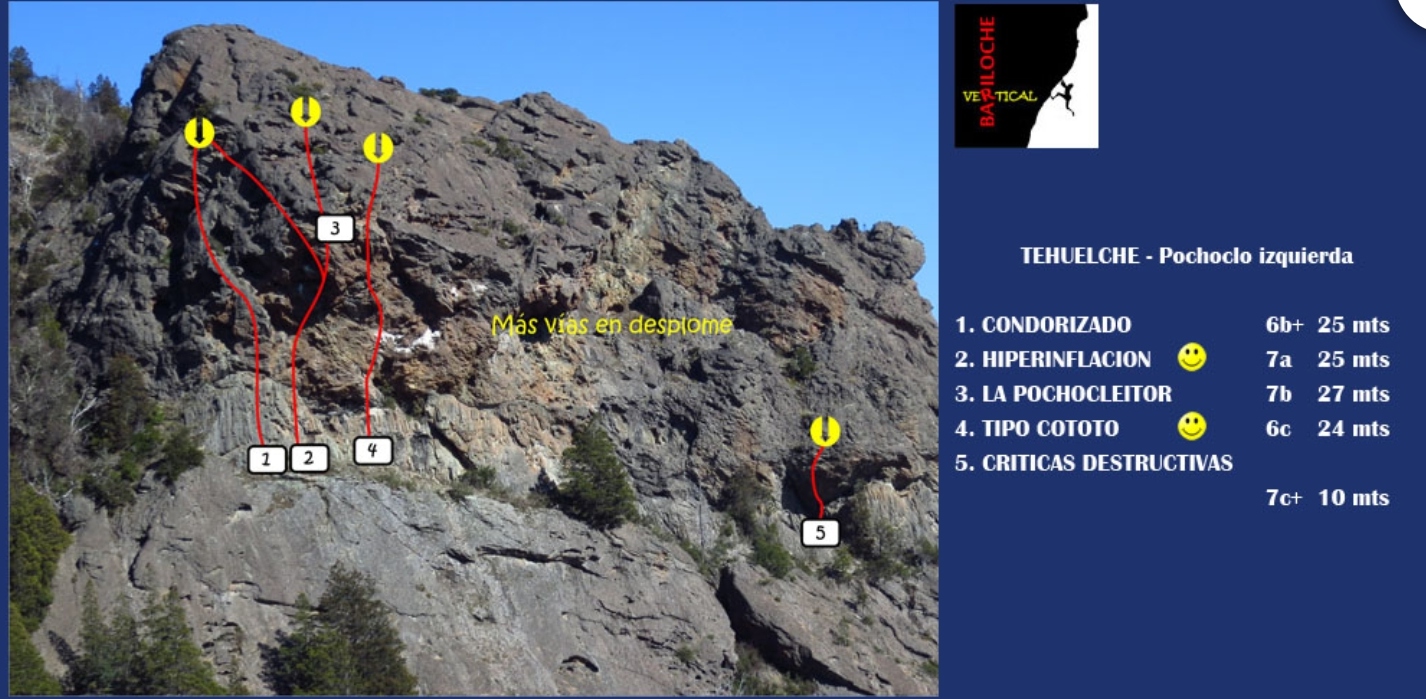 BARILOCHE
VERTICAL
TEHUELCHE - Pochoclo izquierda
1. CONDORIZADO 6b+ 25 mts
2. HIPERINFLACION 7a 25 mts
3. LA POCHOCLEITOR 7b 27 mts
4. TIPO COTOTO 6c 24 mts
5. CRITICAS DESTRUCTIVAS
7c+ 10 mts
3
Más vías en desplome
1
2
4
5